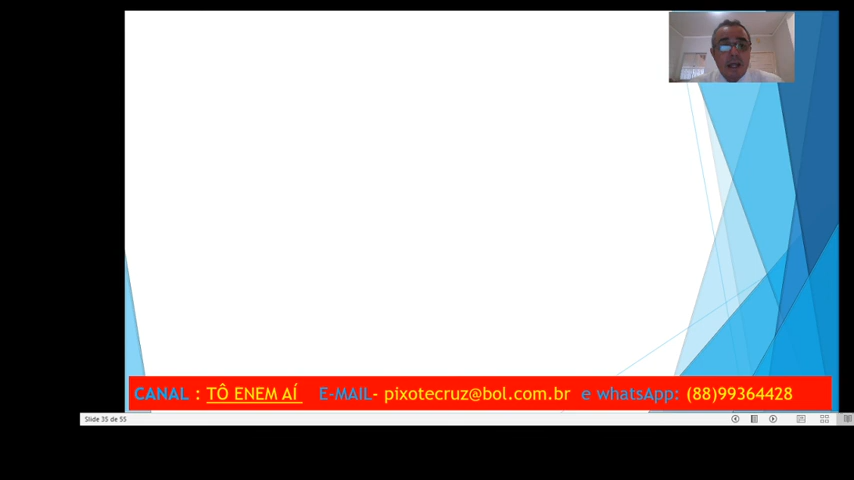 CANAL : TÔ ENEM AÍ E-MAIL- pixotecruz@bol.com.br e whatsApp: (88)99364428
Slide 35 de 55